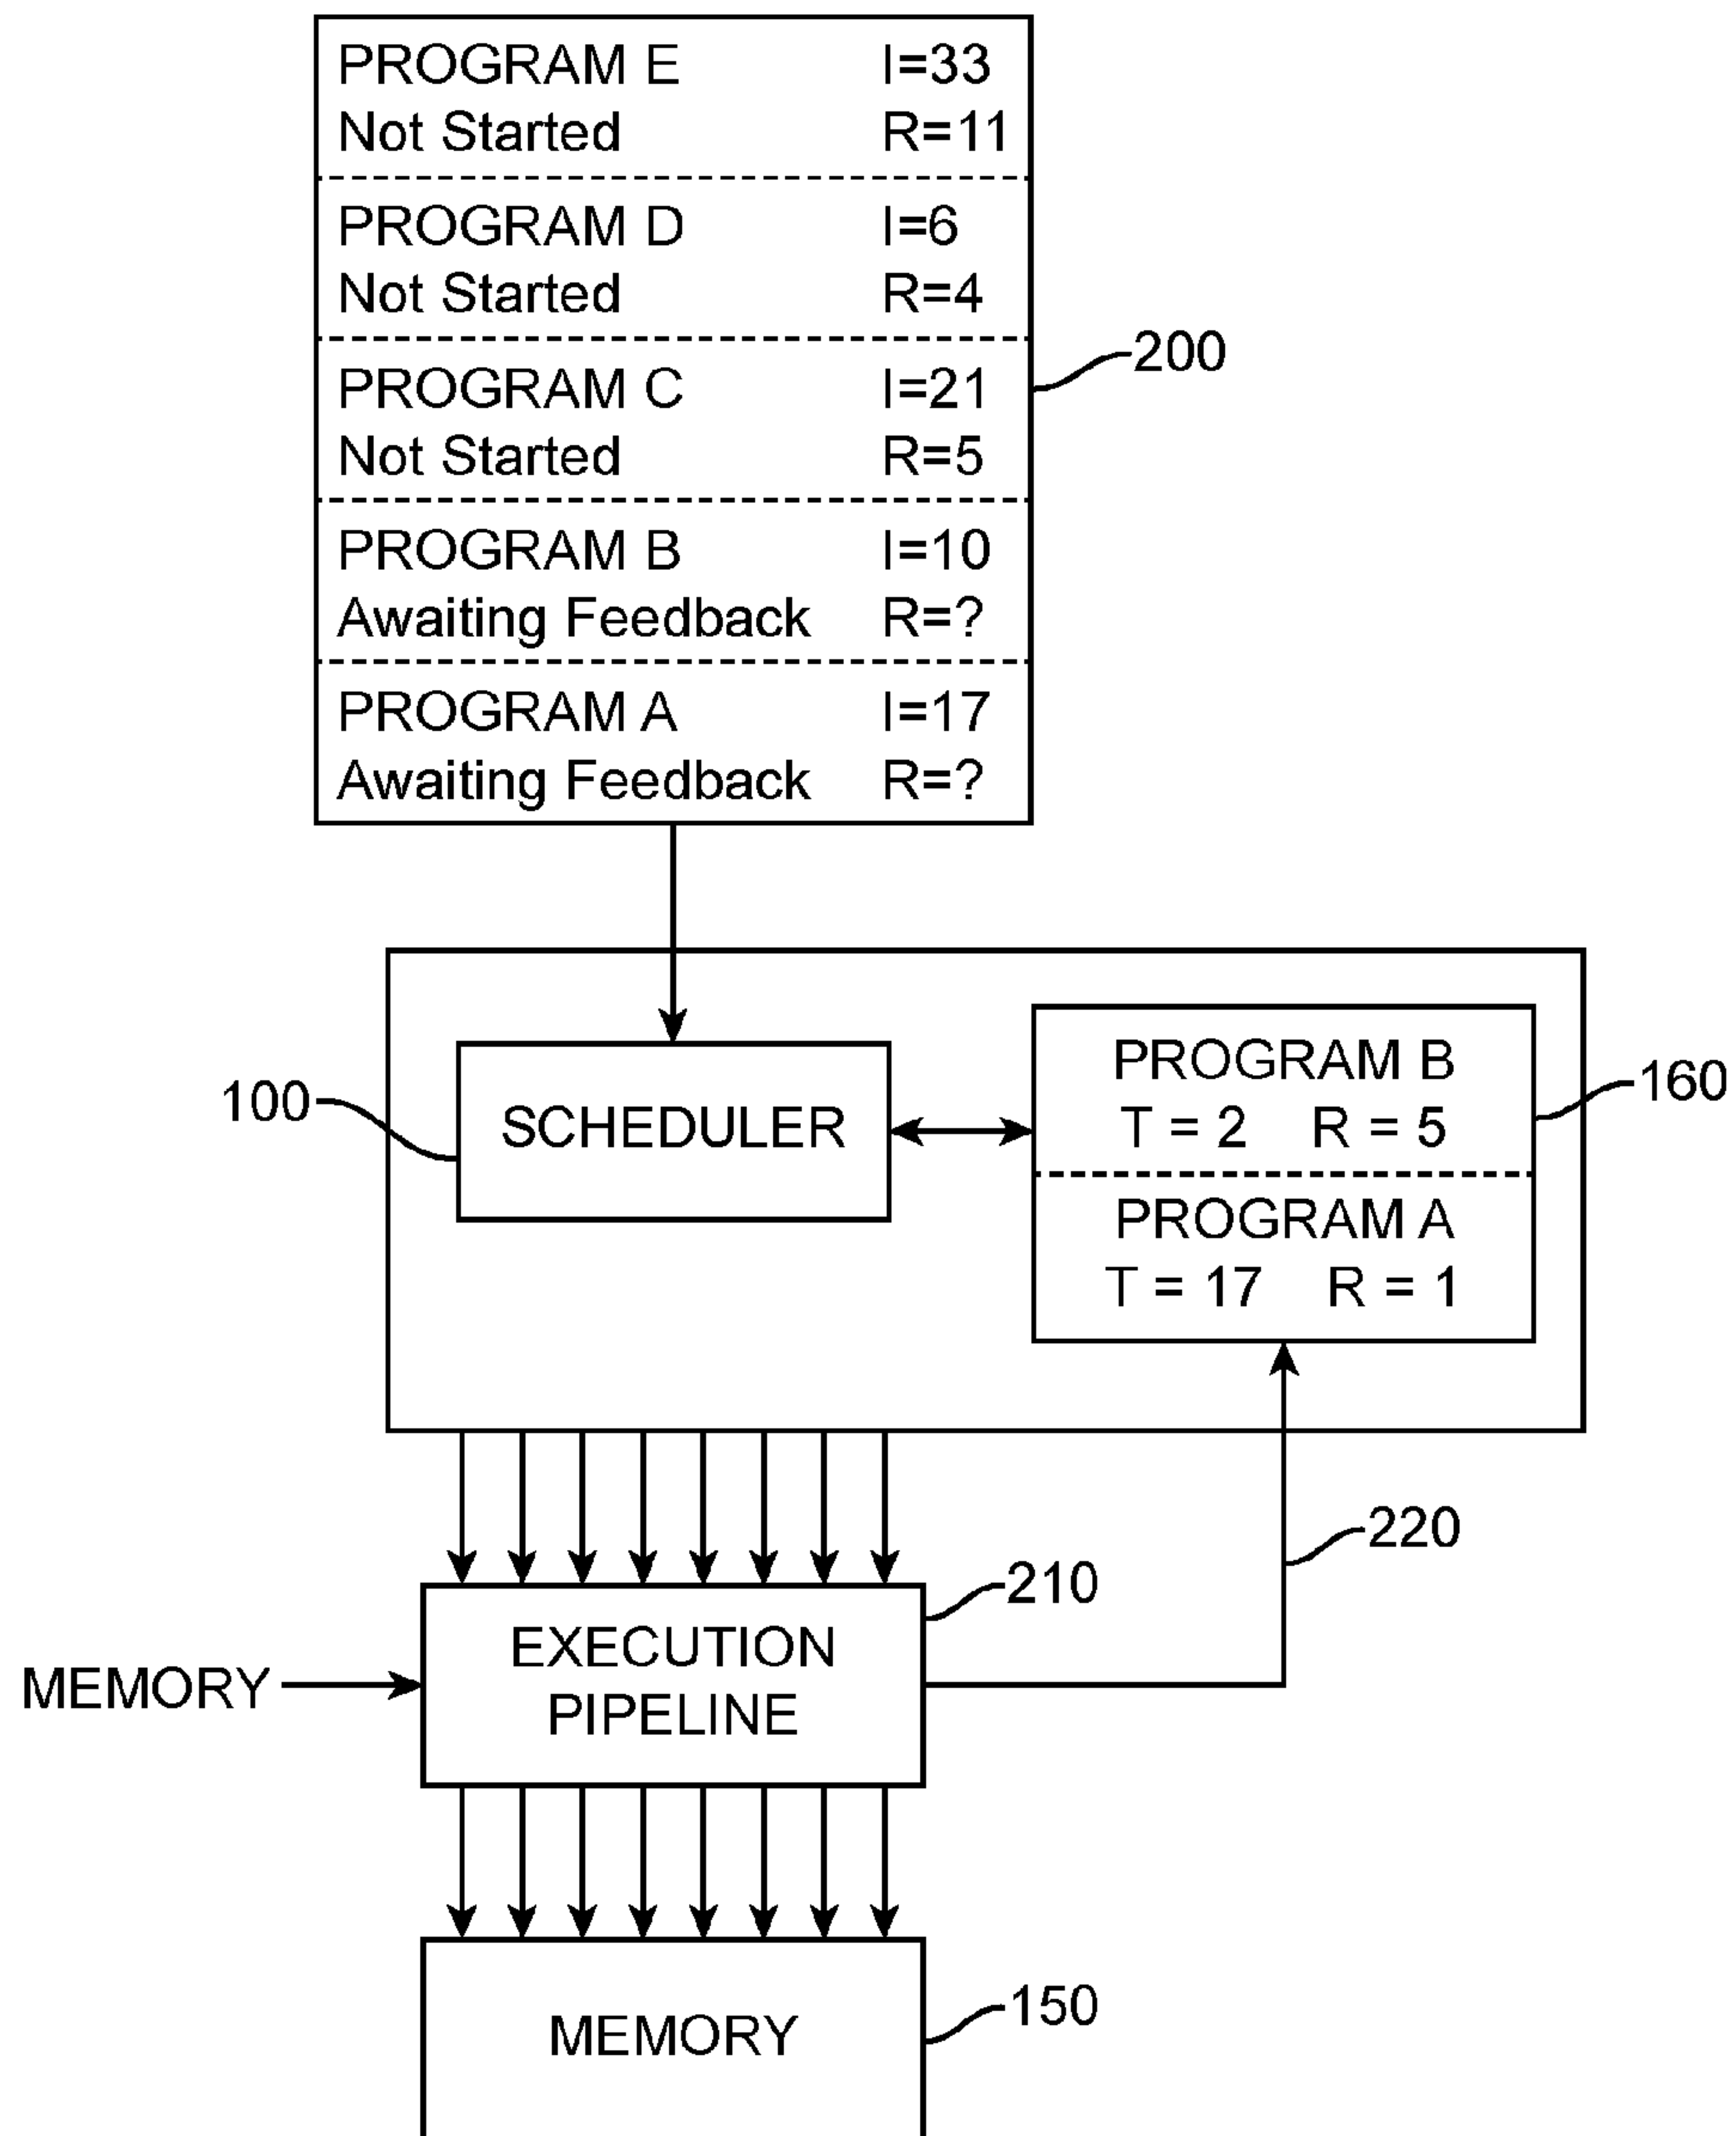 PROGRAM E I=33
Not Started R=11
PROGRAM D I=6
Not Started R=4
PROGRAM C I=21
Not Started R=5
200
PROGRAM B I=10
Awaiting Feedback R=?
PROGRAM A I=17
Awaiting Feedback R=?
100
SCHEDULER
PROGRAM B
T = 2 R = 5
160
PROGRAM A
T = 17 R = 1
220
210
EXECUTION
PIPELINE
MEMORY
150
MEMORY